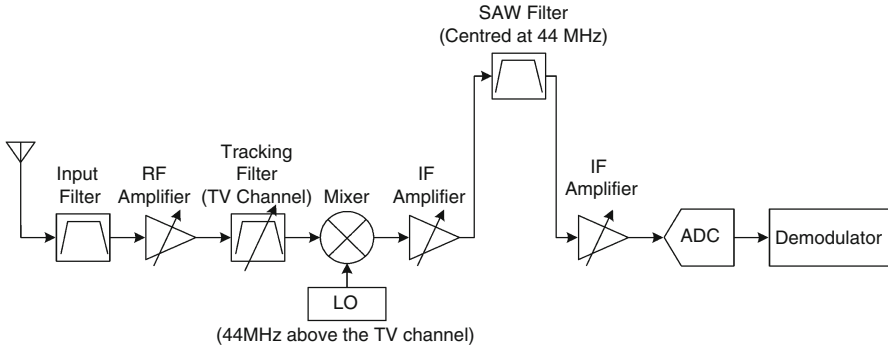 SAW Filter
(Centred at 44 MHz)
Input
Filter
RF
Amplifier
Tracking
Filter
(TV Channel)
Mixer
IF
Amplifier
IF
Amplifier
ADC
Demodulator
LO
(44MHz above the TV channel)